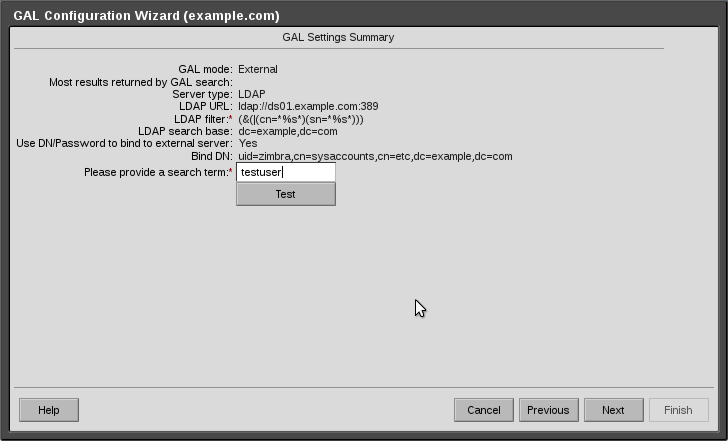 GAL Configuration Wizard (example.com)
GAL Settings Summary
GAL mode: External
Most results returned by GAL search:
Server type: LDAP
LDAP URL: ldap://ds01.example.com:389
LDAP filter:* (&(|(cn=*%s*)(sn=*%s*)))
LDAP search base: dc=example,dc=com
Use DN/Password to bind to external server: Yes
Bind DN: uid=zimbra,cn=sysaccounts,cn=etc,dc=example,dc=com
Please provide a search term:* testuser
Test
Help Cancel Previous Next Finish